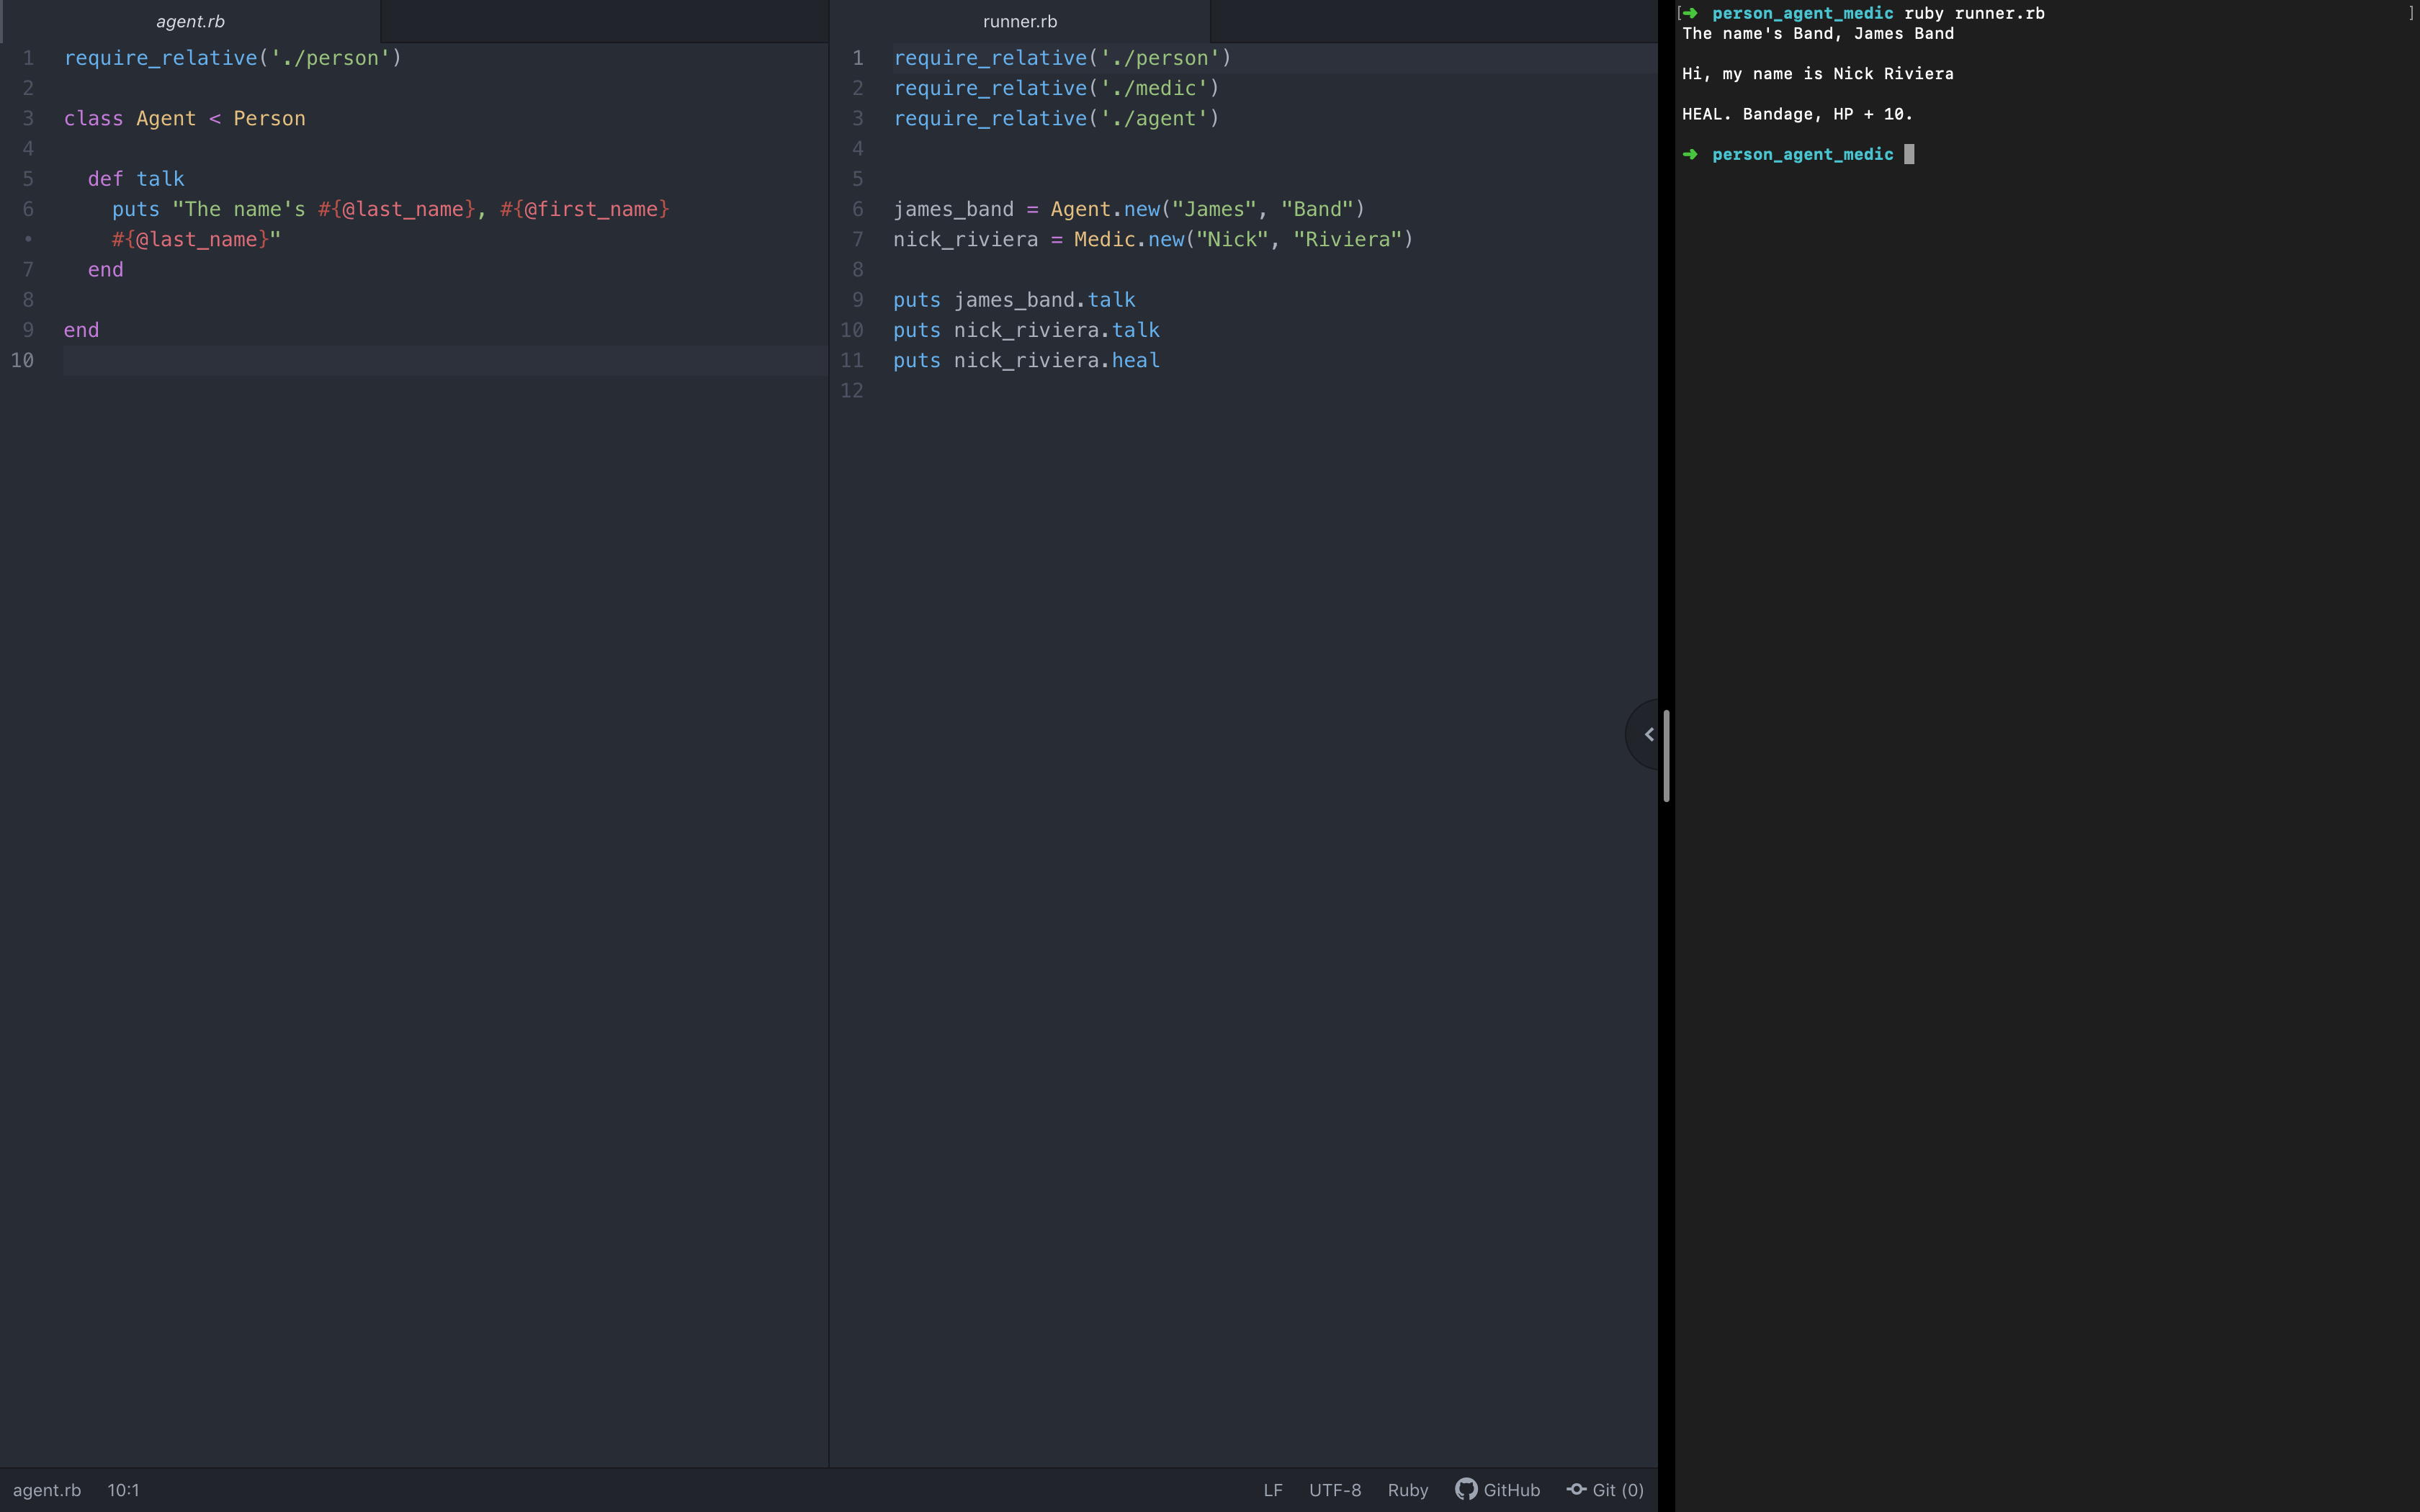 agent.rb
1 require_relative('./person')
2
3 class Agent < Person
4
5   def talk
6     puts "The name's #{@last_name}, #{@first_name}
•     #{@last_name}"
7   end
8
9 end
10
runner.rb
1 require_relative('./person')
2 require_relative('./medic')
3 require_relative('./agent')
4
5
6 james_band = Agent.new("James", "Band")
7 nick_riviera = Medic.new("Nick", "Riviera")
8
9 puts james_band.talk
10 puts nick_riviera.talk
11 puts nick_riviera.heal
12
[➜ person_agent_medic ruby runner.rb ]
The name's Band, James Band
Hi, my name is Nick Riviera
HEAL. Bandage, HP + 10.
➜ person_agent_medic
agent.rb 10:1 LF UTF-8 Ruby GitHub Git (0)